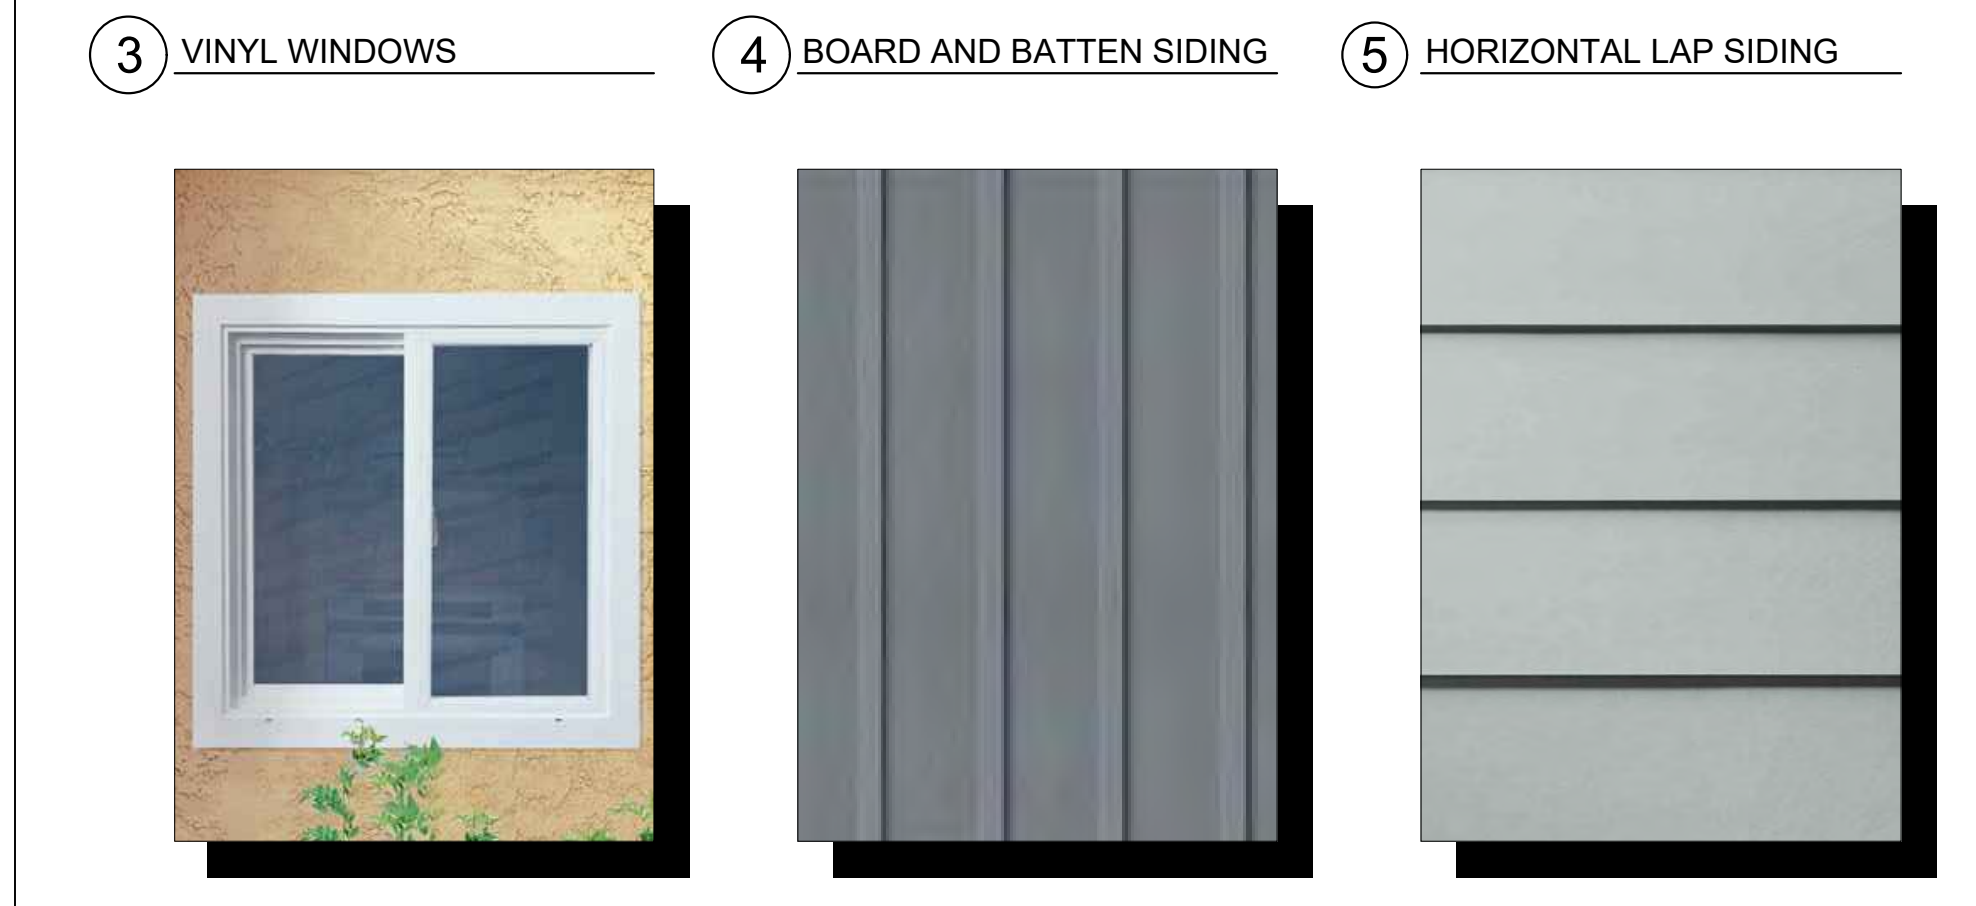 3 VINYL WINDOWS
4 BOARD AND BATTEN SIDING
5 HORIZONTAL LAP SIDING